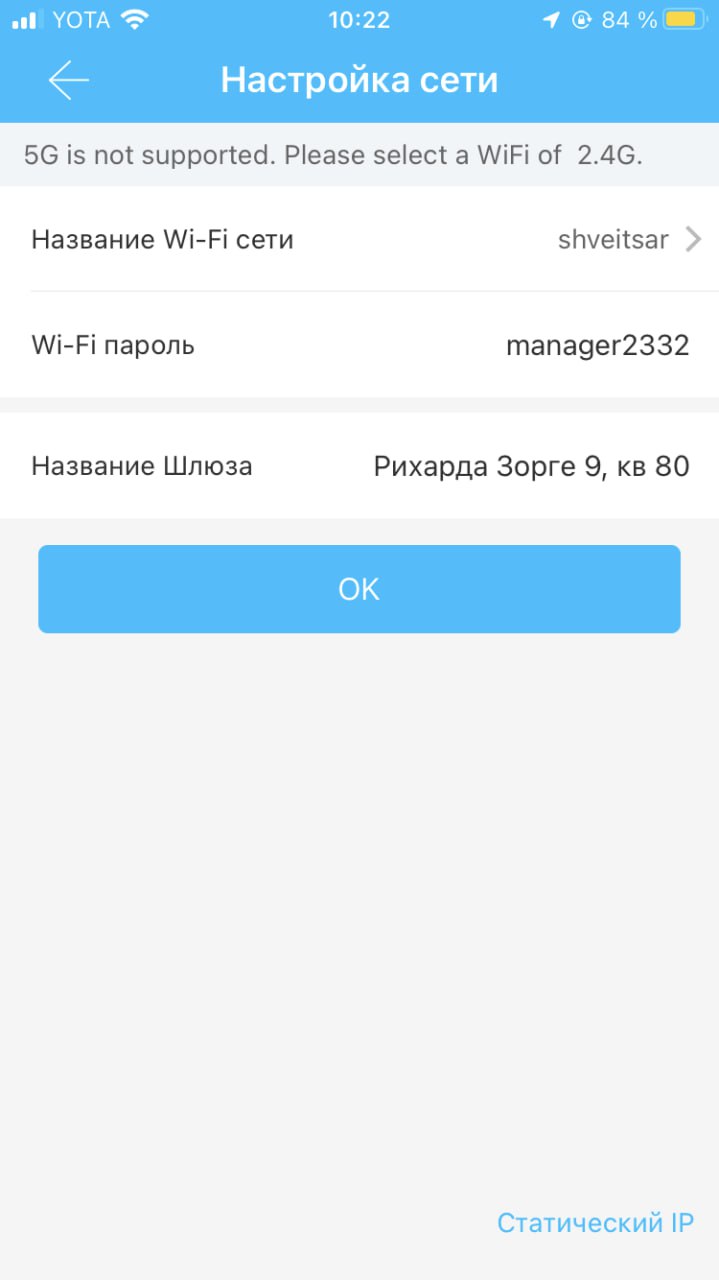 YOTA 10:22 84 %
Настройка сети
5G is not supported. Please select a WiFi of 2.4G.
Название Wi-Fi сети shveitsar
Wi-Fi пароль manager2332
Название Шлюза Рихарда Зорге 9, кв 80
OK
Статический IP